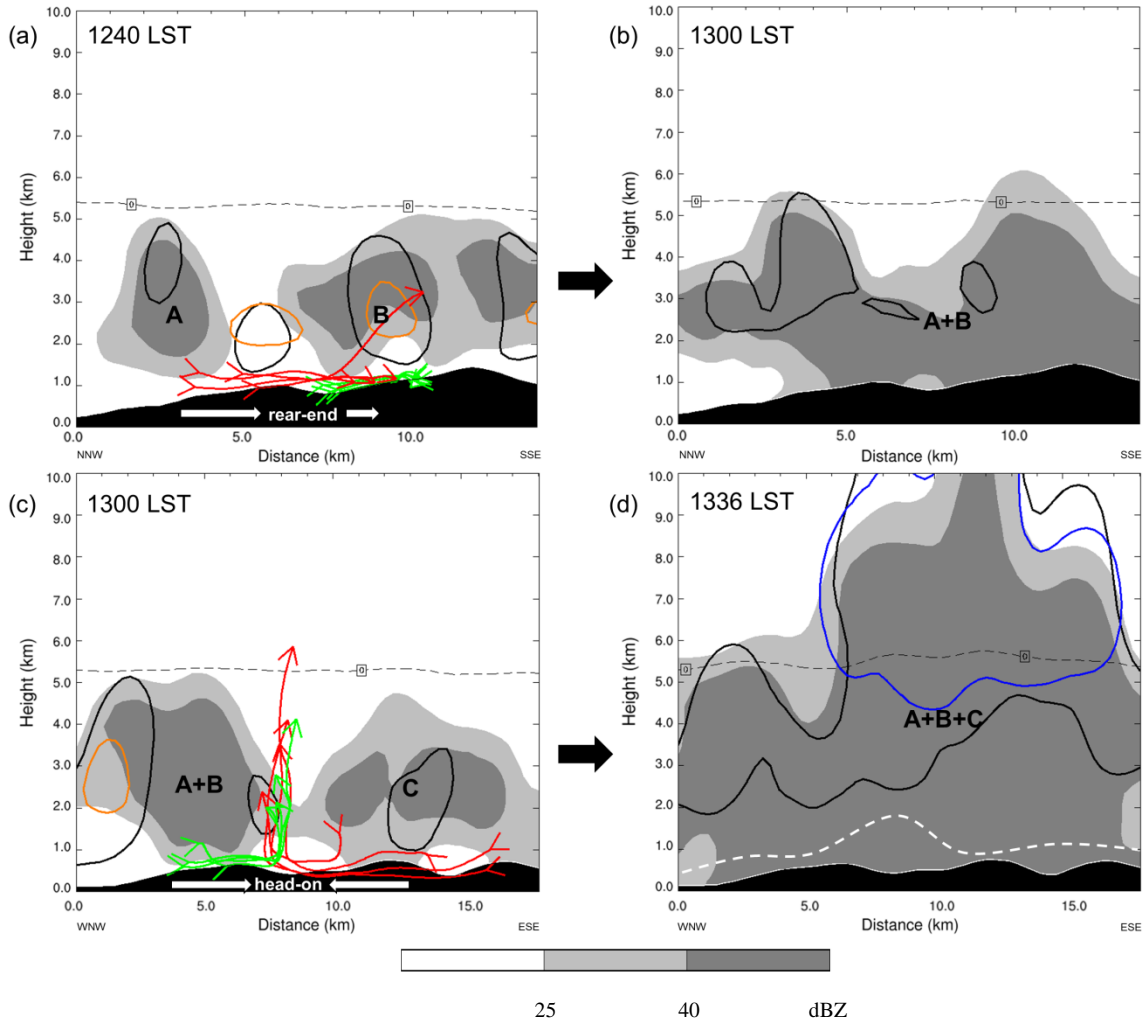 (a) 1240 LST
10.0
9.0
8.0
7.0
6.0
5.0
4.0
3.0
2.0
1.0
0.0
Height (km)
0
0
A
B
rear-end
0.0 5.0 10.0
NNW Distance (km) SSE
(b) 1300 LST
10.0
9.0
8.0
7.0
6.0
5.0
4.0
3.0
2.0
1.0
0.0
Height (km)
0
0
A+B
0.0 5.0 10.0
NNW Distance (km) SSE
(c) 1300 LST
10.0
9.0
8.0
7.0
6.0
5.0
4.0
3.0
2.0
1.0
0.0
Height (km)
0
A+B
C
head-on
0.0 5.0 10.0 15.0
WNW Distance (km) ESE
(d) 1336 LST
10.0
9.0
8.0
7.0
6.0
5.0
4.0
3.0
2.0
1.0
0.0
Height (km)
0
0
A+B+C
0.0 5.0 10.0 15.0
WNW Distance (km) ESE
25 40 dBZ